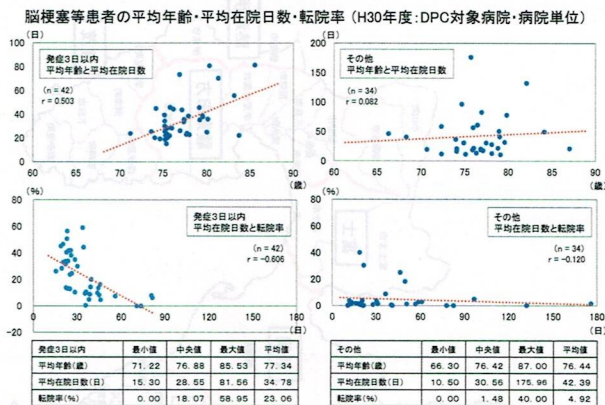 脳梗塞等患者の平均年齢・平均在院日数・転院率(H30年度:DPC対象病院・病院単位)
(日)
発症3日以内
平均年齢と平均在院日数
(n = 42)
r = 0.503
100
80
60
40
20
0
60 65 70 75 80 85 90
(歳)
(日)
その他
平均年齢と平均在院日数
(n = 34)
r = 0.082
200
150
100
50
0
60 65 70 75 80 85 90
(歳)
(%)
発症3日以内
平均在院日数と転院率
(n = 42)
r = -0.606
80
60
40
20
0
-20
0 30 60 90 120 150 180
(日)
(%)
その他
平均在院日数と転院率
(n = 34)
r = -0.120
80
60
40
20
0
0 30 60 90 120 150 180
(日)
発症3日以内 最小値 中央値 最大値 平均値
平均年齢(歳) 71.22 76.88 85.53 77.34
平均在院日数(日) 15.30 28.55 81.56 34.78
転院率(%) 0.00 18.07 58.95 23.06
その他 最小値 中央値 最大値 平均値
平均年齢(歳) 66.30 76.42 87.00 76.44
平均在院日数(日) 10.50 30.56 175.96 42.39
転院率(%) 0.00 1.48 40.00 4.92